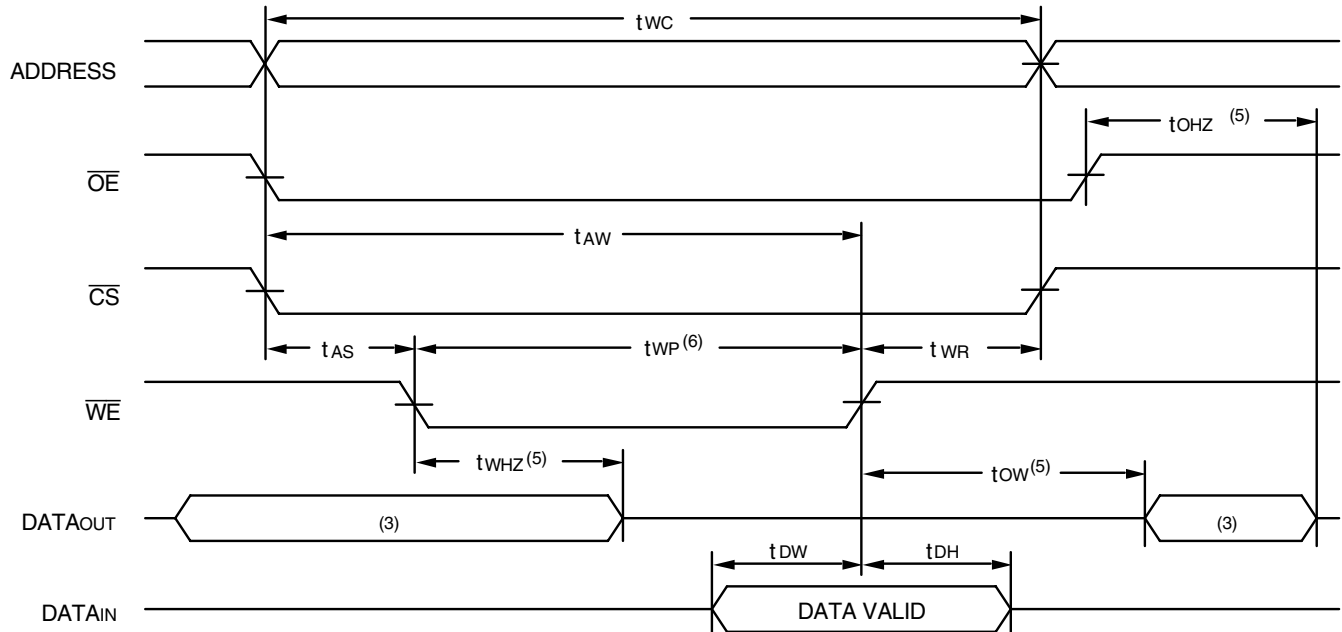 tWC
ADDRESS
tOHZ (5)
OE
tAW
CS
tAS
tWP(6)
tWR
WE
tWHZ(5)
tOW(5)
DATAOUT
(3)
(3)
tDW
tDH
DATAIN
DATA VALID